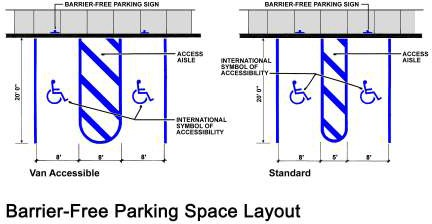 BARRIER-FREE PARKING SIGN
ACCESS
AISLE
INTERNATIONAL
SYMBOL OF
ACCESSIBILITY
20' 0"
8'
8'
8'
Van Accessible
BARRIER-FREE PARKING SIGN
ACCESS
AISLE
INTERNATIONAL
SYMBOL OF
ACCESSIBILITY
20' 0"
8'
5'
8'
Standard
Barrier-Free Parking Space Layout